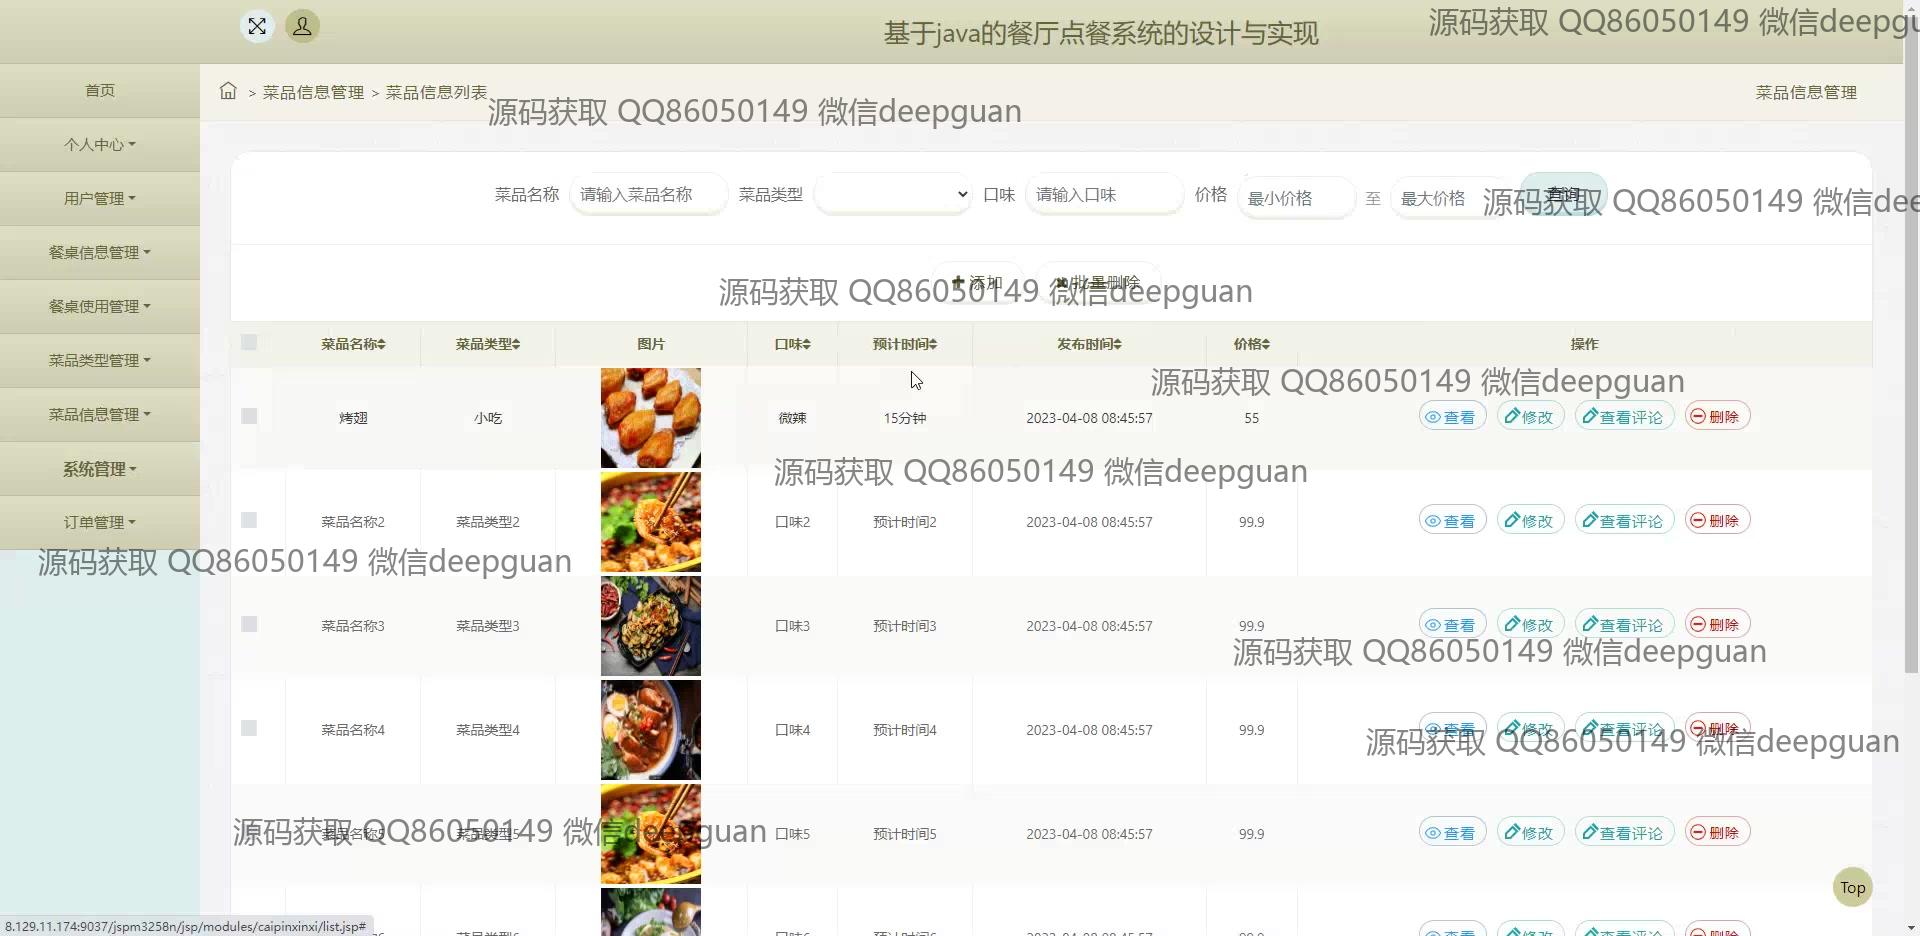 基于java的餐厅点餐系统的设计与实现
源码获取 QQ86050149 微信deepgu
首页
个人中心
用户管理
餐桌信息管理
餐桌使用管理
菜品类型管理
菜品信息管理
系统管理
订单管理
> 菜品信息管理 > 菜品信息列表
菜品信息管理
源码获取 QQ86050149 微信deepguan
菜品名称 请输入菜品名称 菜品类型 口味 请输入口味 价格 最小价格 至 最大价格 查询
源码获取 QQ86050149 微信dee
添加 批量删除
源码获取 QQ86050149 微信deepguan
菜品名称 菜品类型 图片 口味 预计时间 发布时间 价格 操作
源码获取 QQ86050149 微信deepguan
烤翅 小吃 微辣 15分钟 2023-04-08 08:45:57 55 查看 修改 查看评论 删除
源码获取 QQ86050149 微信deepguan
菜品名称2 菜品类型2 口味2 预计时间2 2023-04-08 08:45:57 99.9 查看 修改 查看评论 删除
源码获取 QQ86050149 微信deepguan
菜品名称3 菜品类型3 口味3 预计时间3 2023-04-08 08:45:57 99.9 查看 修改 查看评论 删除
源码获取 QQ86050149 微信deepguan
菜品名称4 菜品类型4 口味4 预计时间4 2023-04-08 08:45:57 99.9 查看 修改 查看评论 删除
源码获取 QQ86050149 微信deepguan
菜品名称5 菜品类型5 口味5 预计时间5 2023-04-08 08:45:57 99.9 查看 修改 查看评论 删除
源码获取 QQ86050149 微信deepguan
Top
8.129.11.174:9037/jspm3258n/jsp/modules/caipinxinxi/list.jsp#